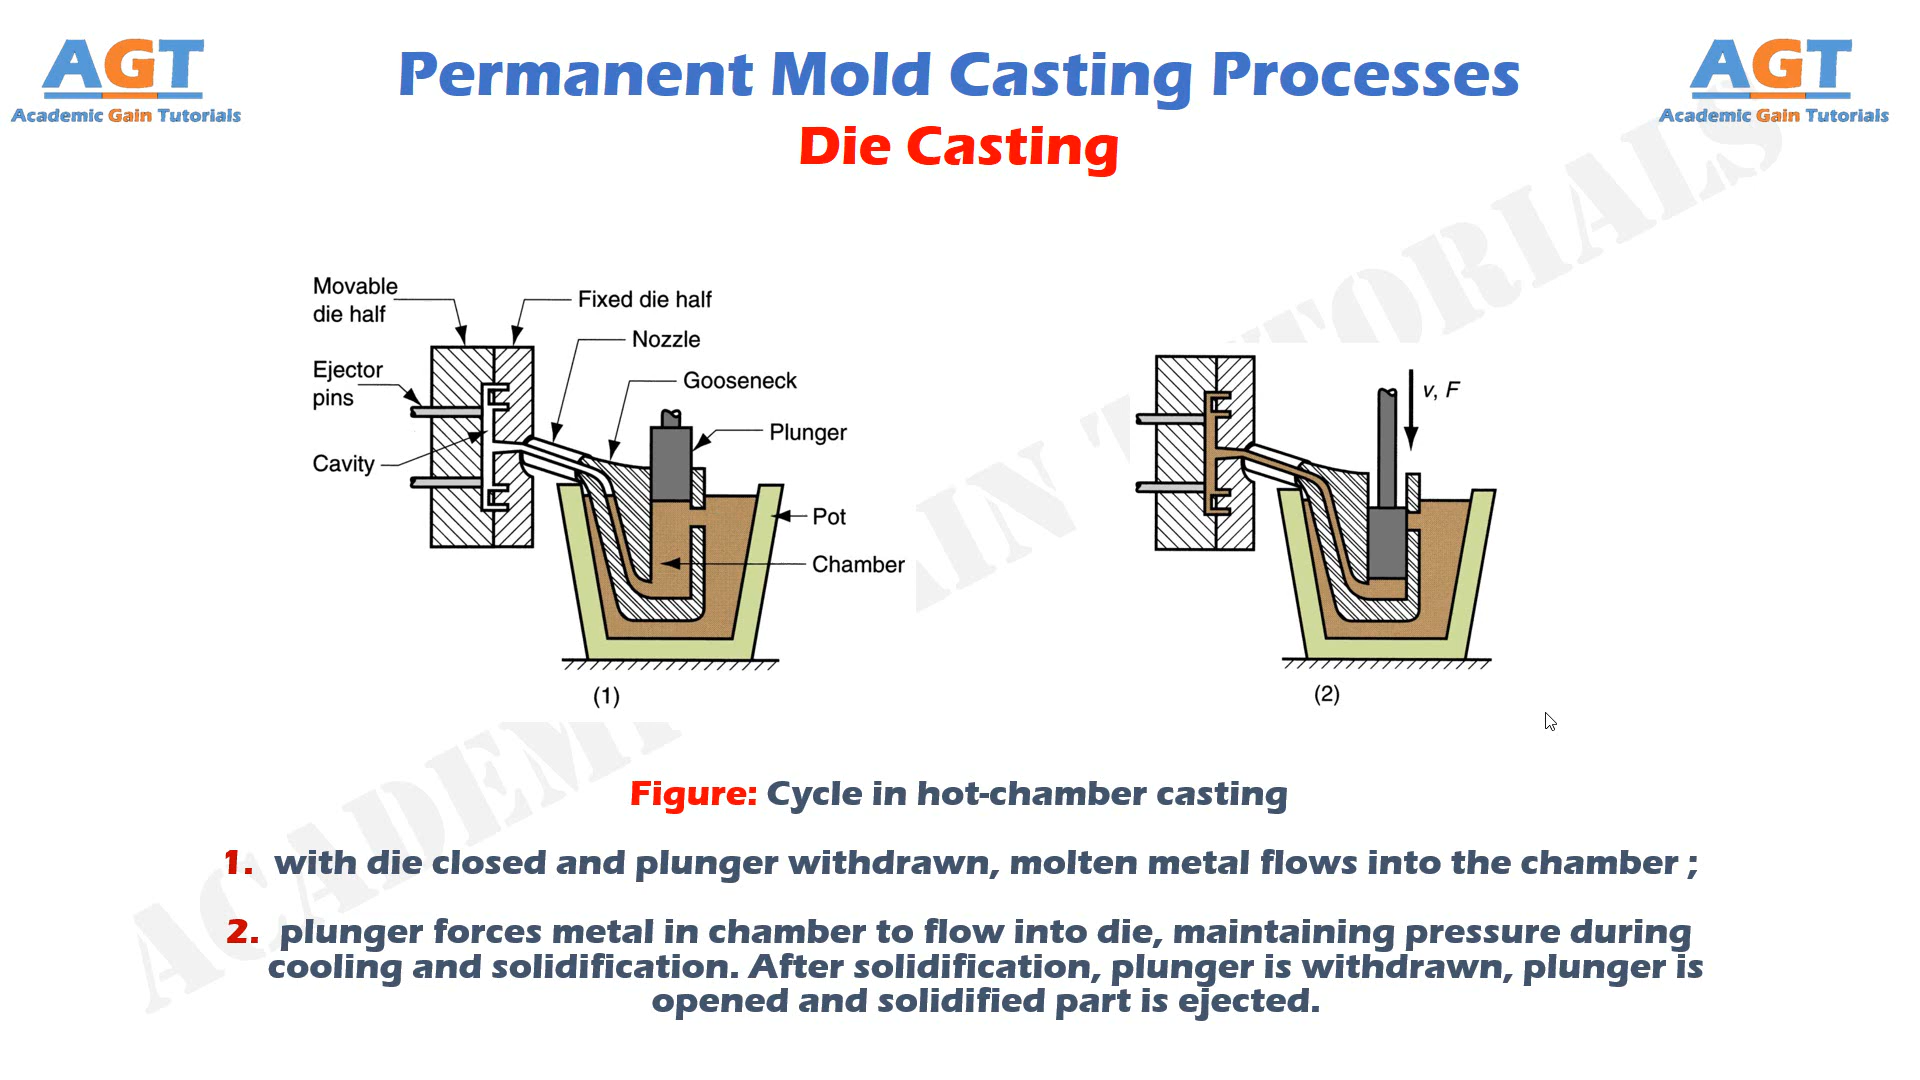 AGT
Academic Gain Tutorials
Permanent Mold Casting Processes
Die Casting
AGT
Academic Gain Tutorials
Movable
die half
Fixed die half
Nozzle
Ejector
pins
Gooseneck
Plunger
Cavity
Pot
Chamber
(1)
v, F
(2)
Figure: Cycle in hot-chamber casting
1. with die closed and plunger withdrawn, molten metal flows into the chamber ;
2. plunger forces metal in chamber to flow into die, maintaining pressure during
cooling and solidification. After solidification, plunger is withdrawn, plunger is
opened and solidified part is ejected.